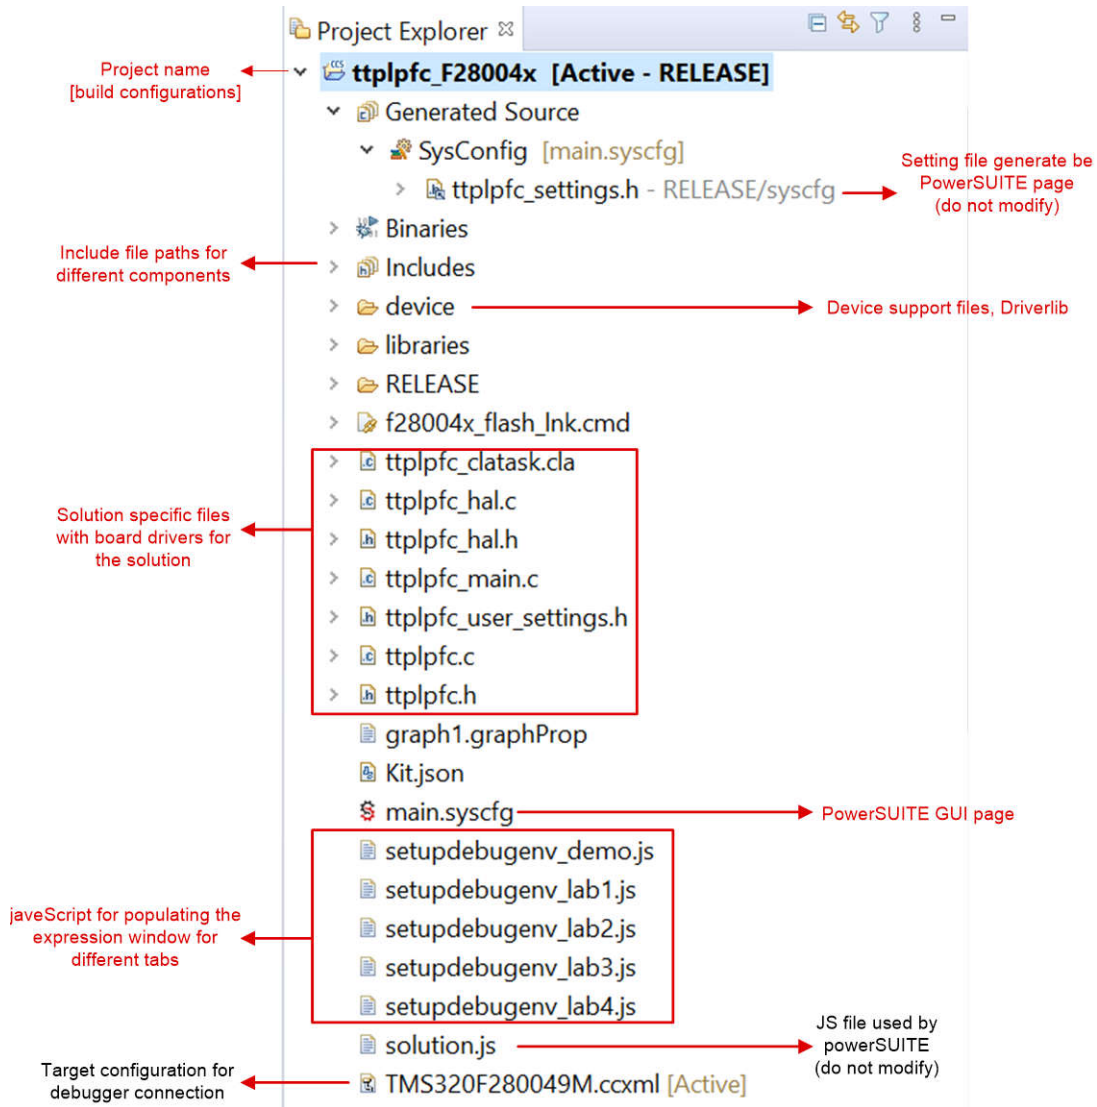 Project Explorer
Project name
[build configurations]
ttplpfc_F28004x [Active - RELEASE]
Generated Source
SysConfig [main.syscfg]
ttplpfc_settings.h - RELEASE/syscfg
Setting file generate be
PowerSUITE page
(do not modify)
Binaries
Include file paths for
different components
Includes
device
Device support files, Driverlib
libraries
RELEASE
f28004x_flash_lnk.cmd
Solution specific files
with board drivers for
the solution
ttplpfc_clatask.cla
ttplpfc_hal.c
ttplpfc_hal.h
ttplpfc_main.c
ttplpfc_user_settings.h
ttplpfc.c
ttplpfc.h
graph1.graphProp
Kit.json
main.syscfg
PowerSUITE GUI page
javeScript for populating the
expression window for
different tabs
setupdebugenv_demo.js
setupdebugenv_lab1.js
setupdebugenv_lab2.js
setupdebugenv_lab3.js
setupdebugenv_lab4.js
solution.js
JS file used by
powerSUITE
(do not modify)
Target configuration for
debugger connection
TMS320F280049M.ccxml [Active]